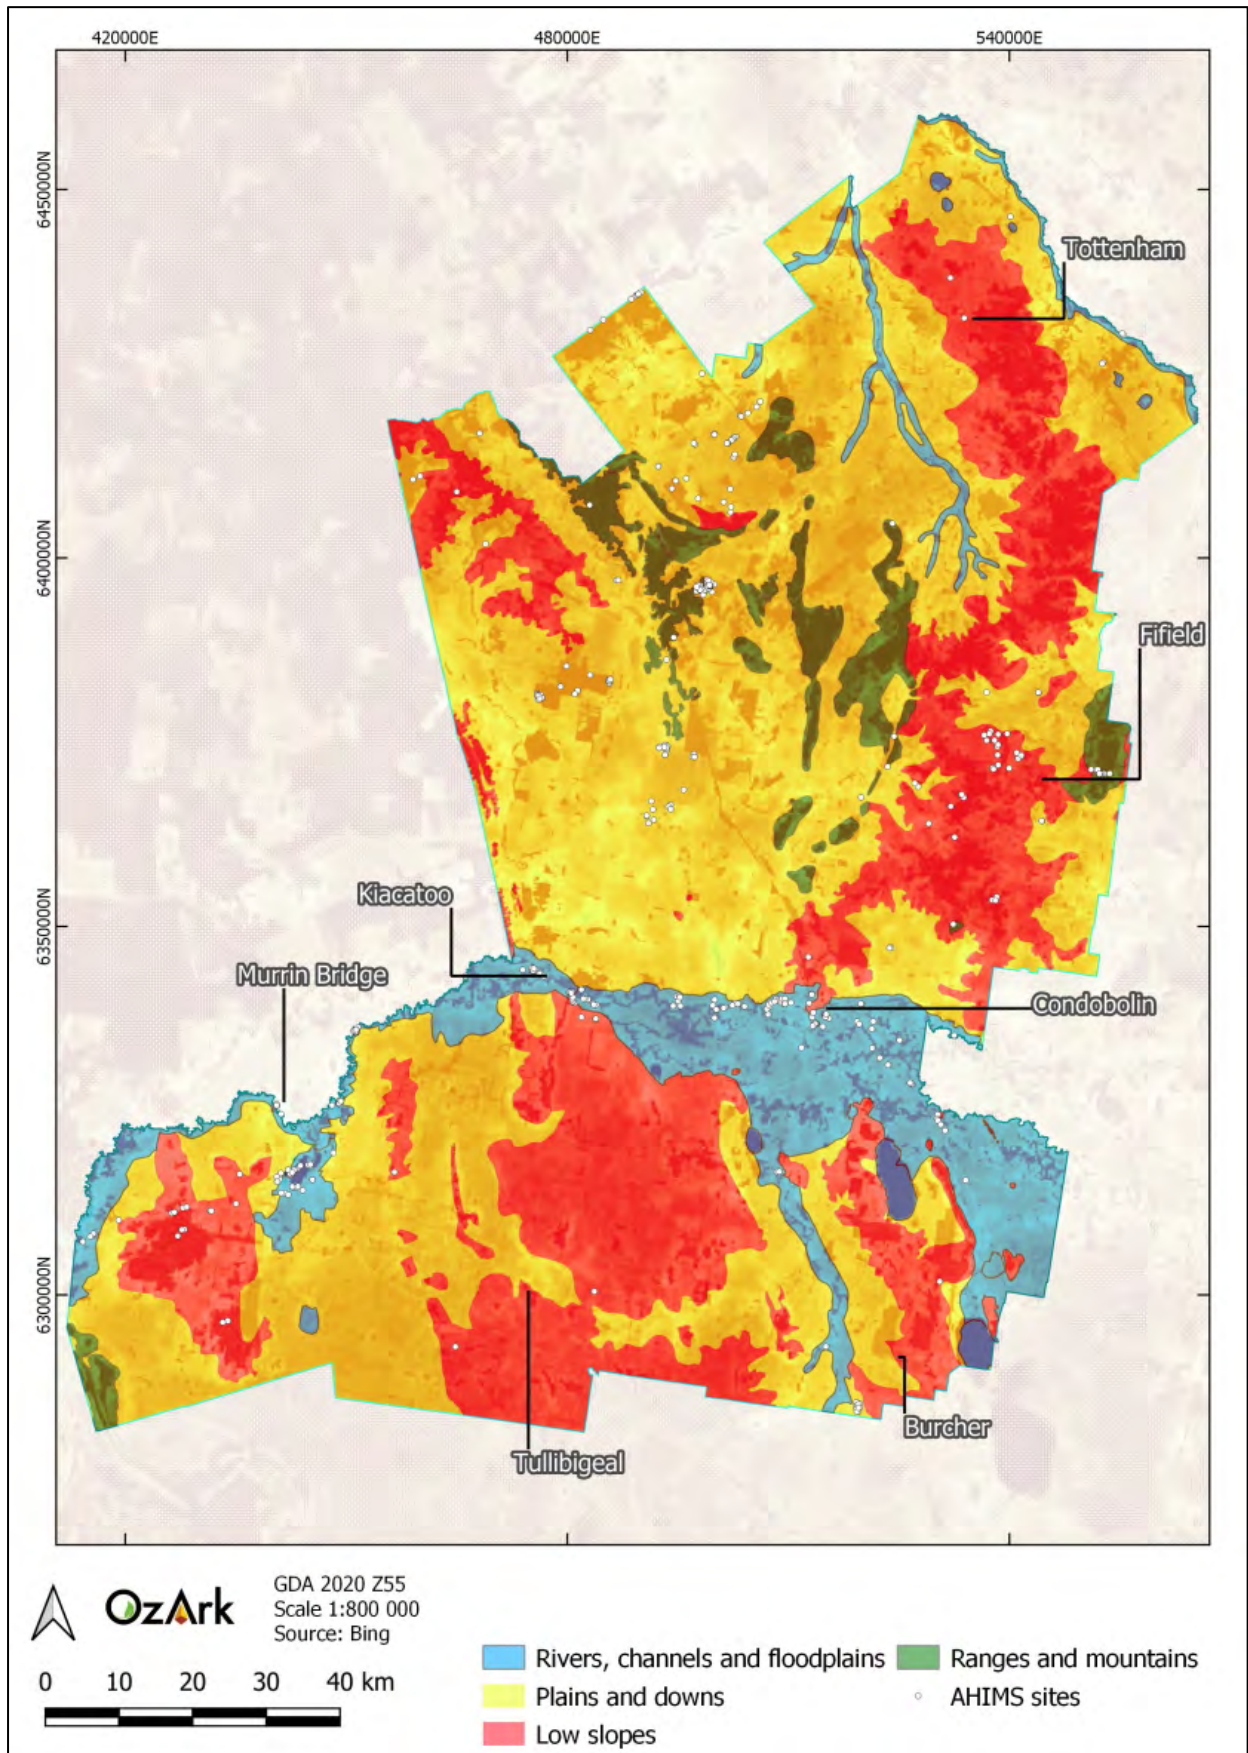 420000E
480000E
540000E
6450000N
Tottenham
6400000N
Fifield
Kiacatoo
6350000N
Murrin Bridge
Condobolin
6300000N
Burcher
Tullibigeal
OzArk
GDA 2020 Z55
Scale 1:800 000
Source: Bing
0 10 20 30 40 km
Rivers, channels and floodplains
Ranges and mountains
Plains and downs
AHIMS sites
Low slopes